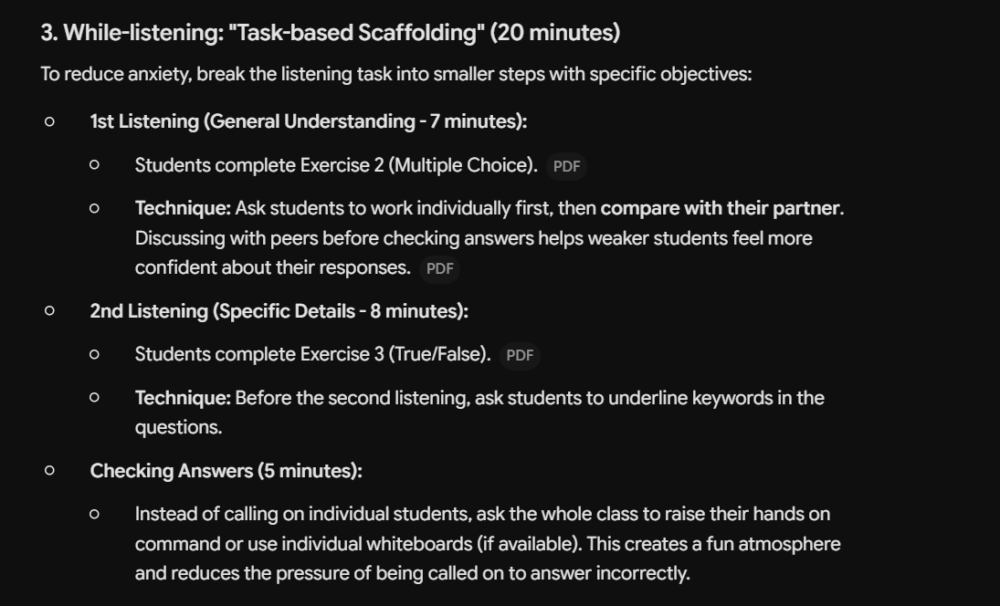 3. While-listening: "Task-based Scaffolding" (20 minutes)
To reduce anxiety, break the listening task into smaller steps with specific objectives:
1st Listening (General Understanding - 7 minutes):
Students complete Exercise 2 (Multiple Choice). PDF
Technique: Ask students to work individually first, then compare with their partner.
Discussing with peers before checking answers helps weaker students feel more
confident about their responses. PDF
2nd Listening (Specific Details - 8 minutes):
Students complete Exercise 3 (True/False). PDF
Technique: Before the second listening, ask students to underline keywords in the
questions.
Checking Answers (5 minutes):
Instead of calling on individual students, ask the whole class to raise their hands on
command or use individual whiteboards (if available). This creates a fun atmosphere
and reduces the pressure of being called on to answer incorrectly.